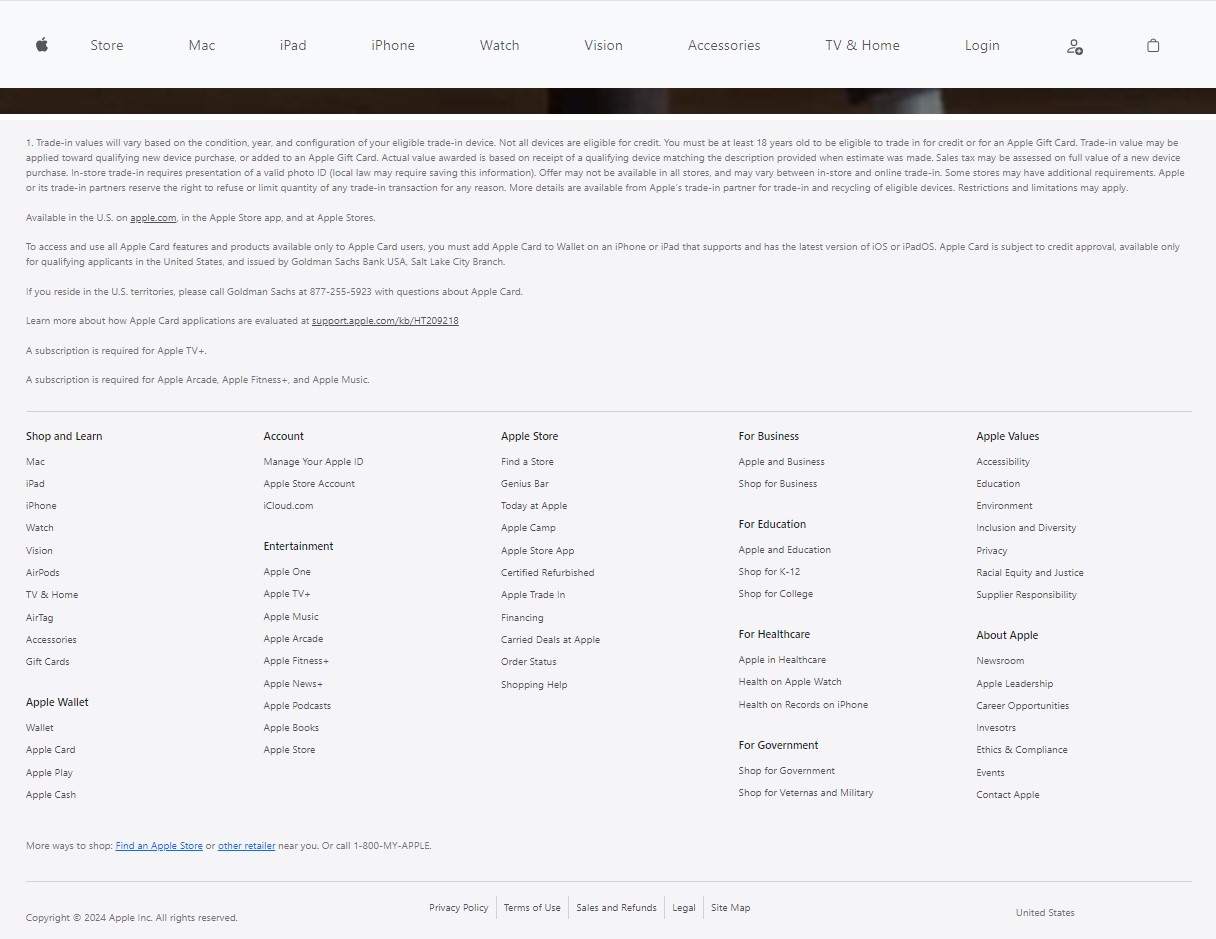 Store Mac iPad iPhone Watch Vision Accessories TV & Home Login
1. Trade-in values will vary based on the condition, year, and configuration of your eligible trade-in device. Not all devices are eligible for credit. You must be at least 18 years old to be eligible to trade in for credit or for an Apple Gift Card. Trade-in value may be
applied toward qualifying new device purchase, or added to an Apple Gift Card. Actual value awarded is based on receipt of a qualifying device matching the description provided when estimate was made. Sales tax may be assessed on full value of a new device
purchase. In-store trade-in requires presentation of a valid photo ID (local law may require saving this information). Offer may not be available in all stores, and may vary between in-store and online trade-in. Some stores may have additional requirements. Apple
or its trade-in partners reserve the right to refuse or limit quantity of any trade-in transaction for any reason. More details are available from Apple's trade-in partner for trade-in and recycling of eligible devices. Restrictions and limitations may apply.
Available in the U.S. on apple.com, in the Apple Store app, and at Apple Stores.
To access and use all Apple Card features and products available only to Apple Card users, you must add Apple Card to Wallet on an iPhone or iPad that supports and has the latest version of iOS or iPadOS. Apple Card is subject to credit approval, available only
for qualifying applicants in the United States, and issued by Goldman Sachs Bank USA, Salt Lake City Branch.
If you reside in the U.S. territories, please call Goldman Sachs at 877-255-5923 with questions about Apple Card.
Learn more about how Apple Card applications are evaluated at support.apple.com/kb/HT209218
A subscription is required for Apple TV+.
A subscription is required for Apple Arcade, Apple Fitness+, and Apple Music.
Shop and Learn
Mac
iPad
iPhone
Watch
Vision
AirPods
TV & Home
AirTag
Accessories
Gift Cards
Apple Wallet
Wallet
Apple Card
Apple Play
Apple Cash
Account
Manage Your Apple ID
Apple Store Account
iCloud.com
Entertainment
Apple One
Apple TV+
Apple Music
Apple Arcade
Apple Fitness+
Apple News+
Apple Podcasts
Apple Books
Apple Store
Apple Store
Find a Store
Genius Bar
Today at Apple
Apple Camp
Apple Store App
Certified Refurbished
Apple Trade In
Financing
Carried Deals at Apple
Order Status
Shopping Help
For Business
Apple and Business
Shop for Business
For Education
Apple and Education
Shop for K-12
Shop for College
For Healthcare
Apple in Healthcare
Health on Apple Watch
Health on Records on iPhone
For Government
Shop for Government
Shop for Veternas and Military
Apple Values
Accessibility
Education
Environment
Inclusion and Diversity
Privacy
Racial Equity and Justice
Supplier Responsibility
About Apple
Newsroom
Apple Leadership
Career Opportunities
Invesotrs
Ethics & Compliance
Events
Contact Apple
More ways to shop: Find an Apple Store or other retailer near you. Or call 1-800-MY-APPLE.
Copyright © 2024 Apple Inc. All rights reserved.
Privacy Policy Terms of Use Sales and Refunds Legal Site Map
United States